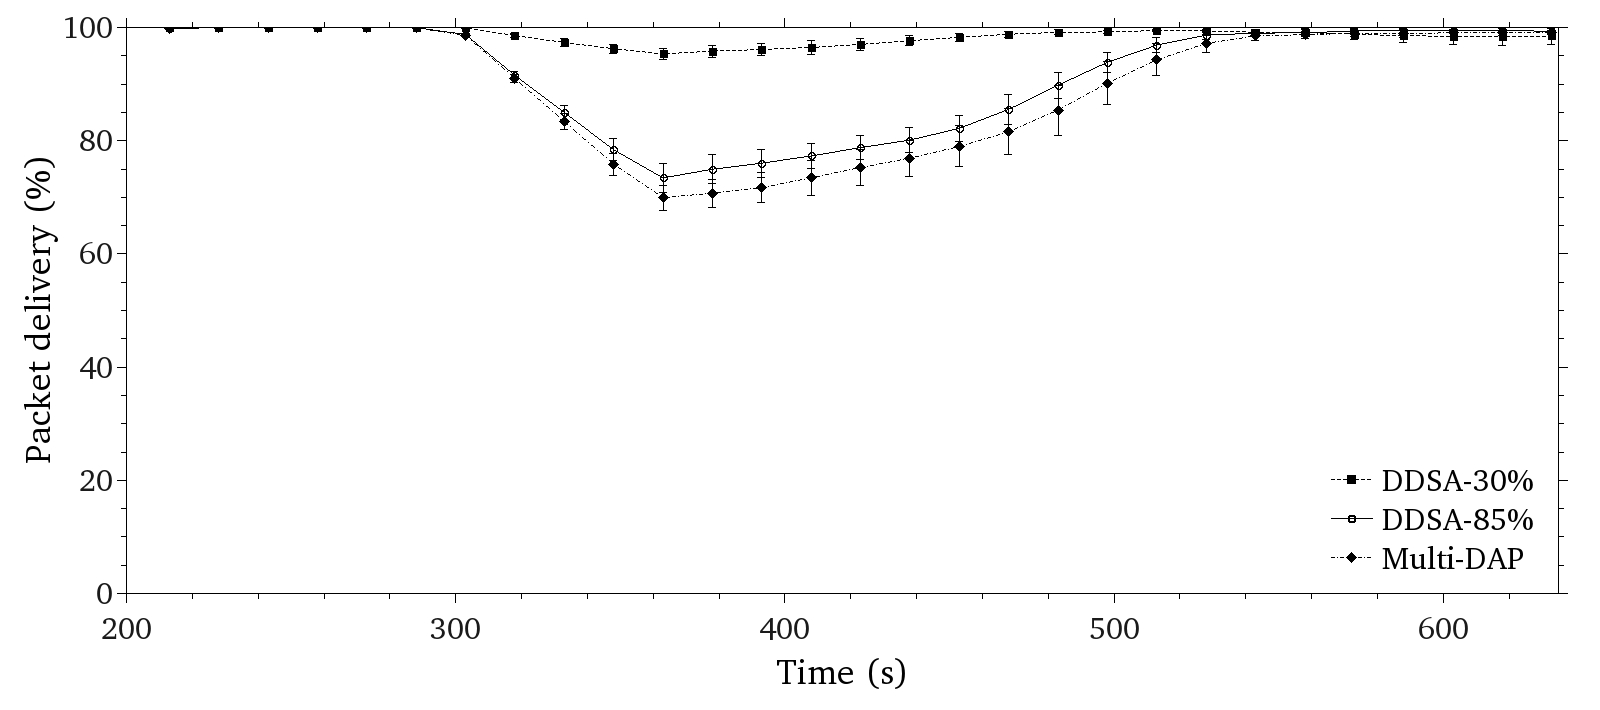 Packet delivery (%)
100
80
60
40
20
0
DDSA-30%
DDSA-85%
Multi-DAP
200 300 400 500 600
Time (s)